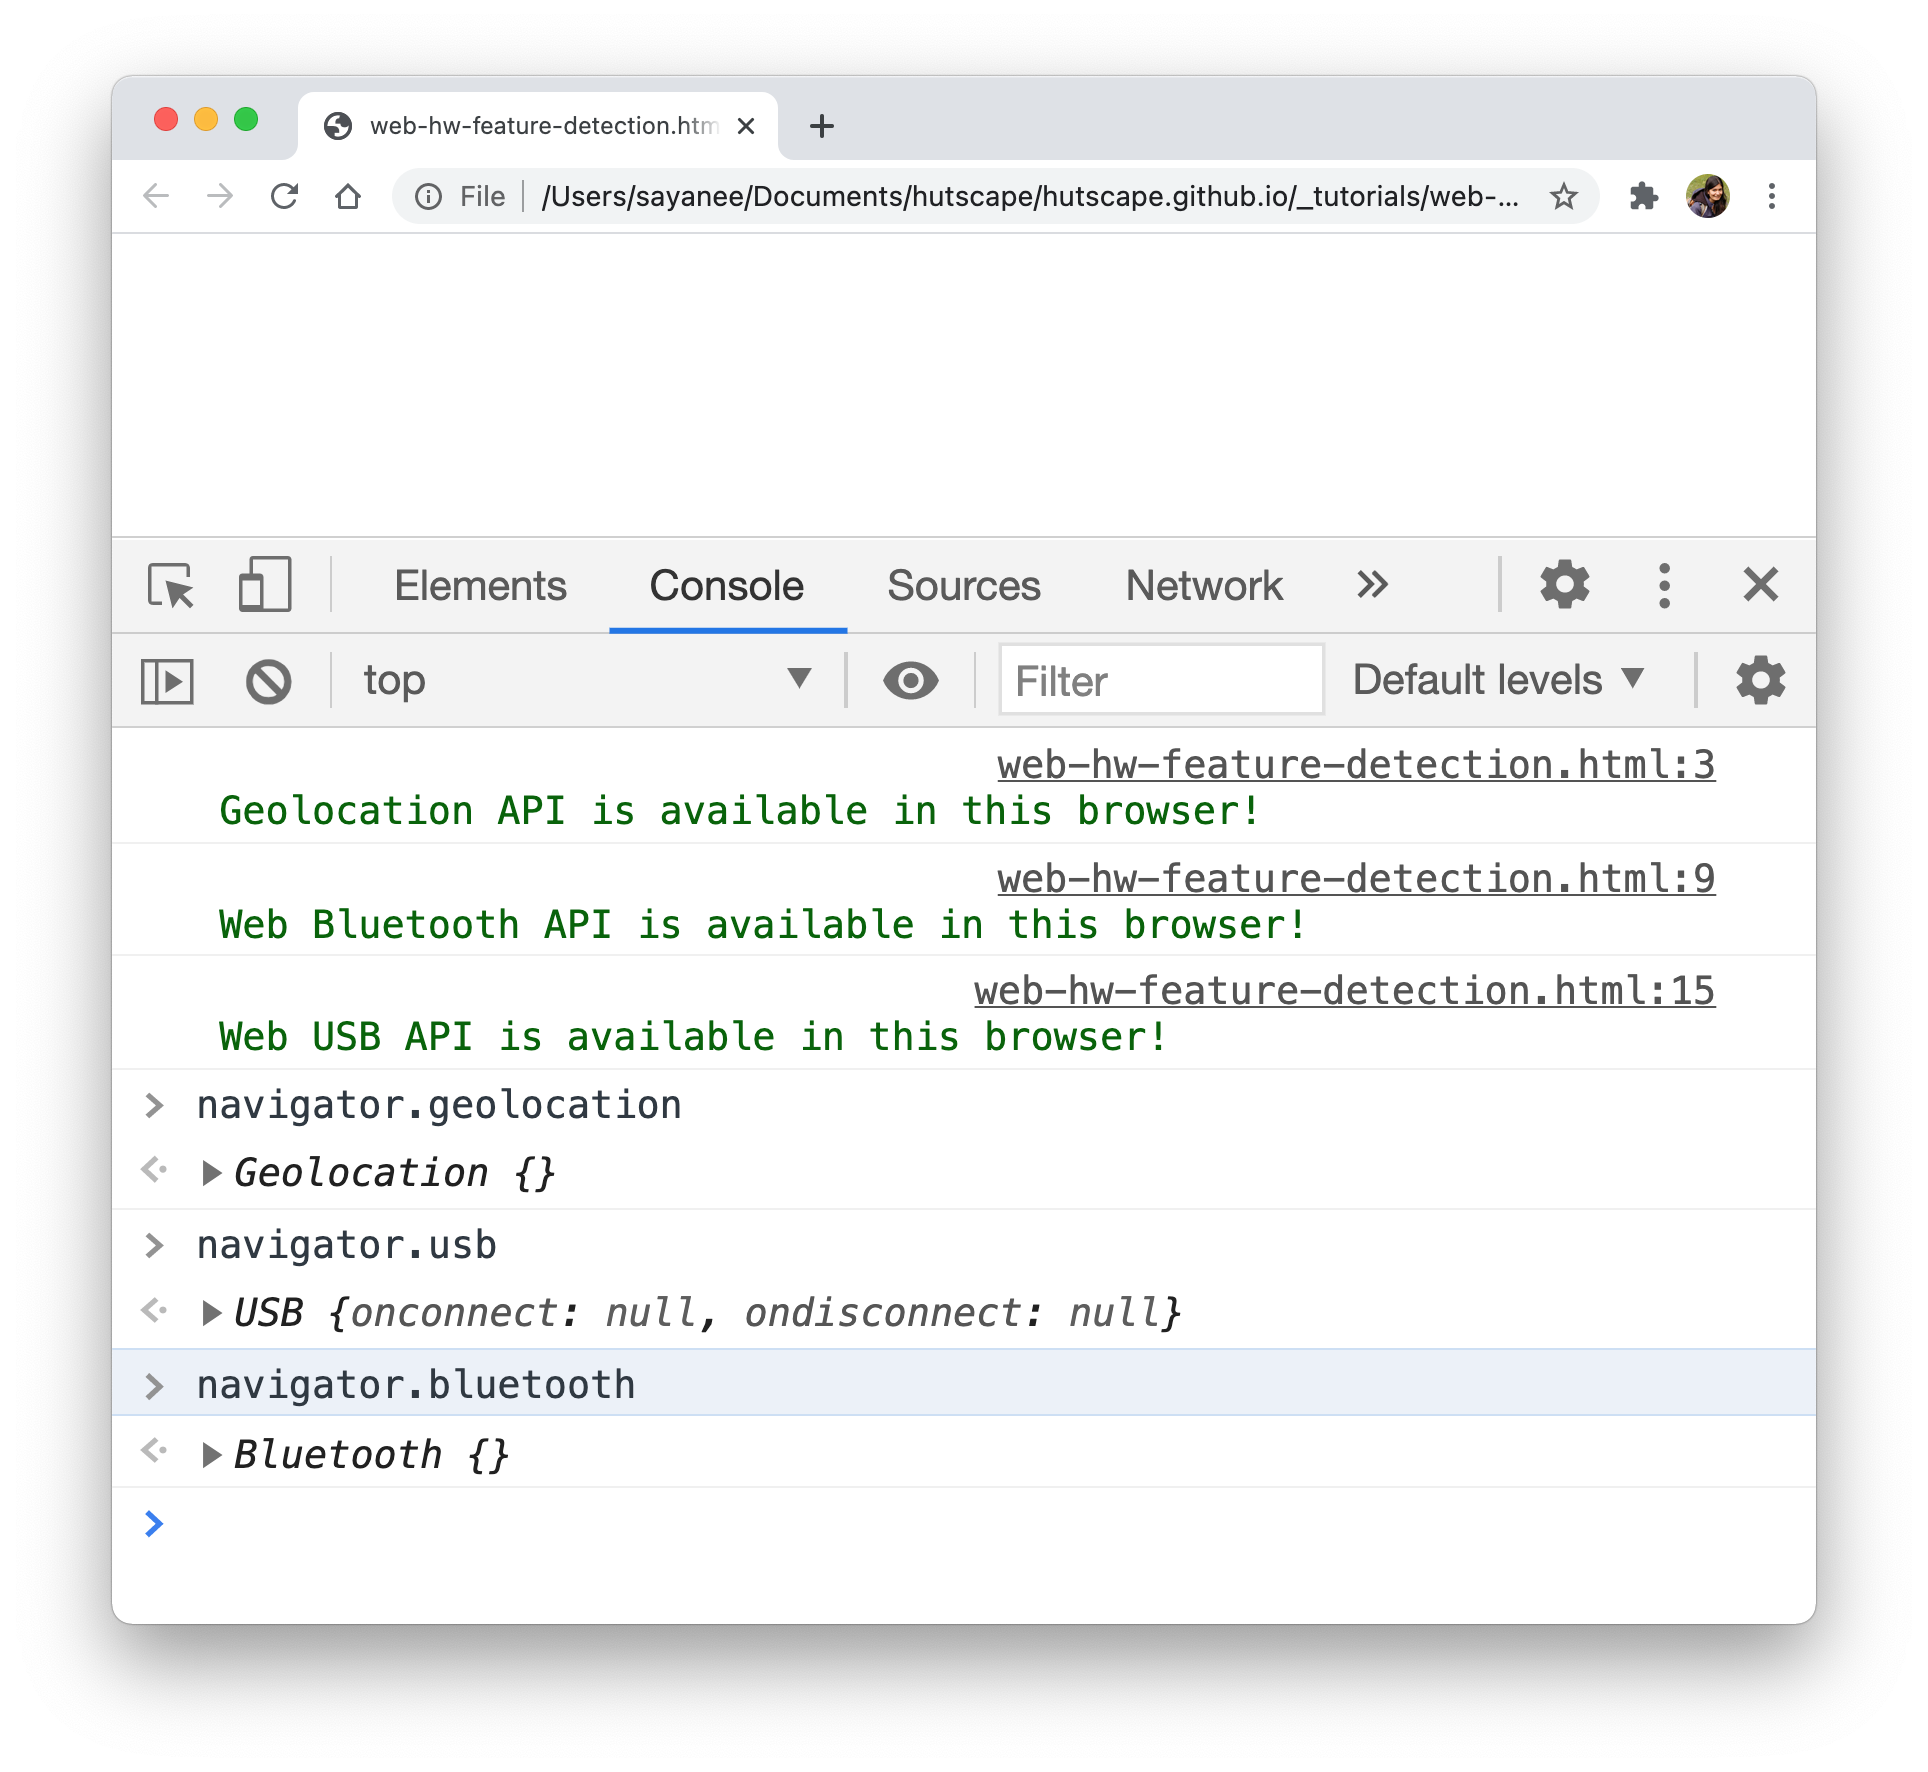 web-hw-feature-detection.htm
File /Users/sayanee/Documents/hutscape/hutscape.github.io/_tutorials/web-...
Elements Console Sources Network
top Filter Default levels
web-hw-feature-detection.html:3
Geolocation API is available in this browser!
web-hw-feature-detection.html:9
Web Bluetooth API is available in this browser!
web-hw-feature-detection.html:15
Web USB API is available in this browser!
> navigator.geolocation
Geolocation {}
> navigator.usb
USB {onconnect: null, ondisconnect: null}
> navigator.bluetooth
Bluetooth {}
>